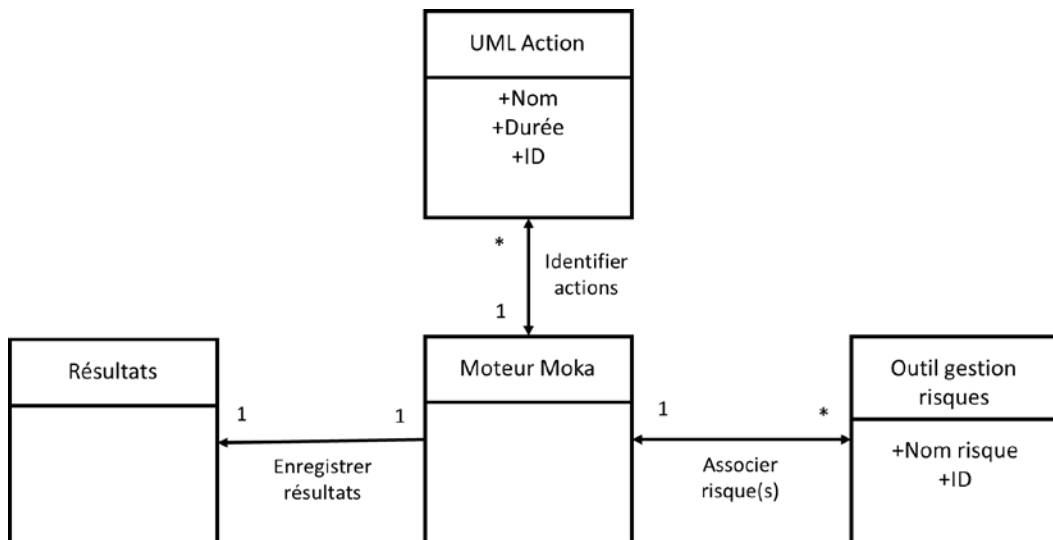 UML Action
+Nom
+Durée
+ID
*
Identifier
actions
1
Résultats
Moteur Moka
Outil gestion
risques
1
1
1
*
Enregistrer
résultats
Associer
risque(s)
+Nom risque
+ID